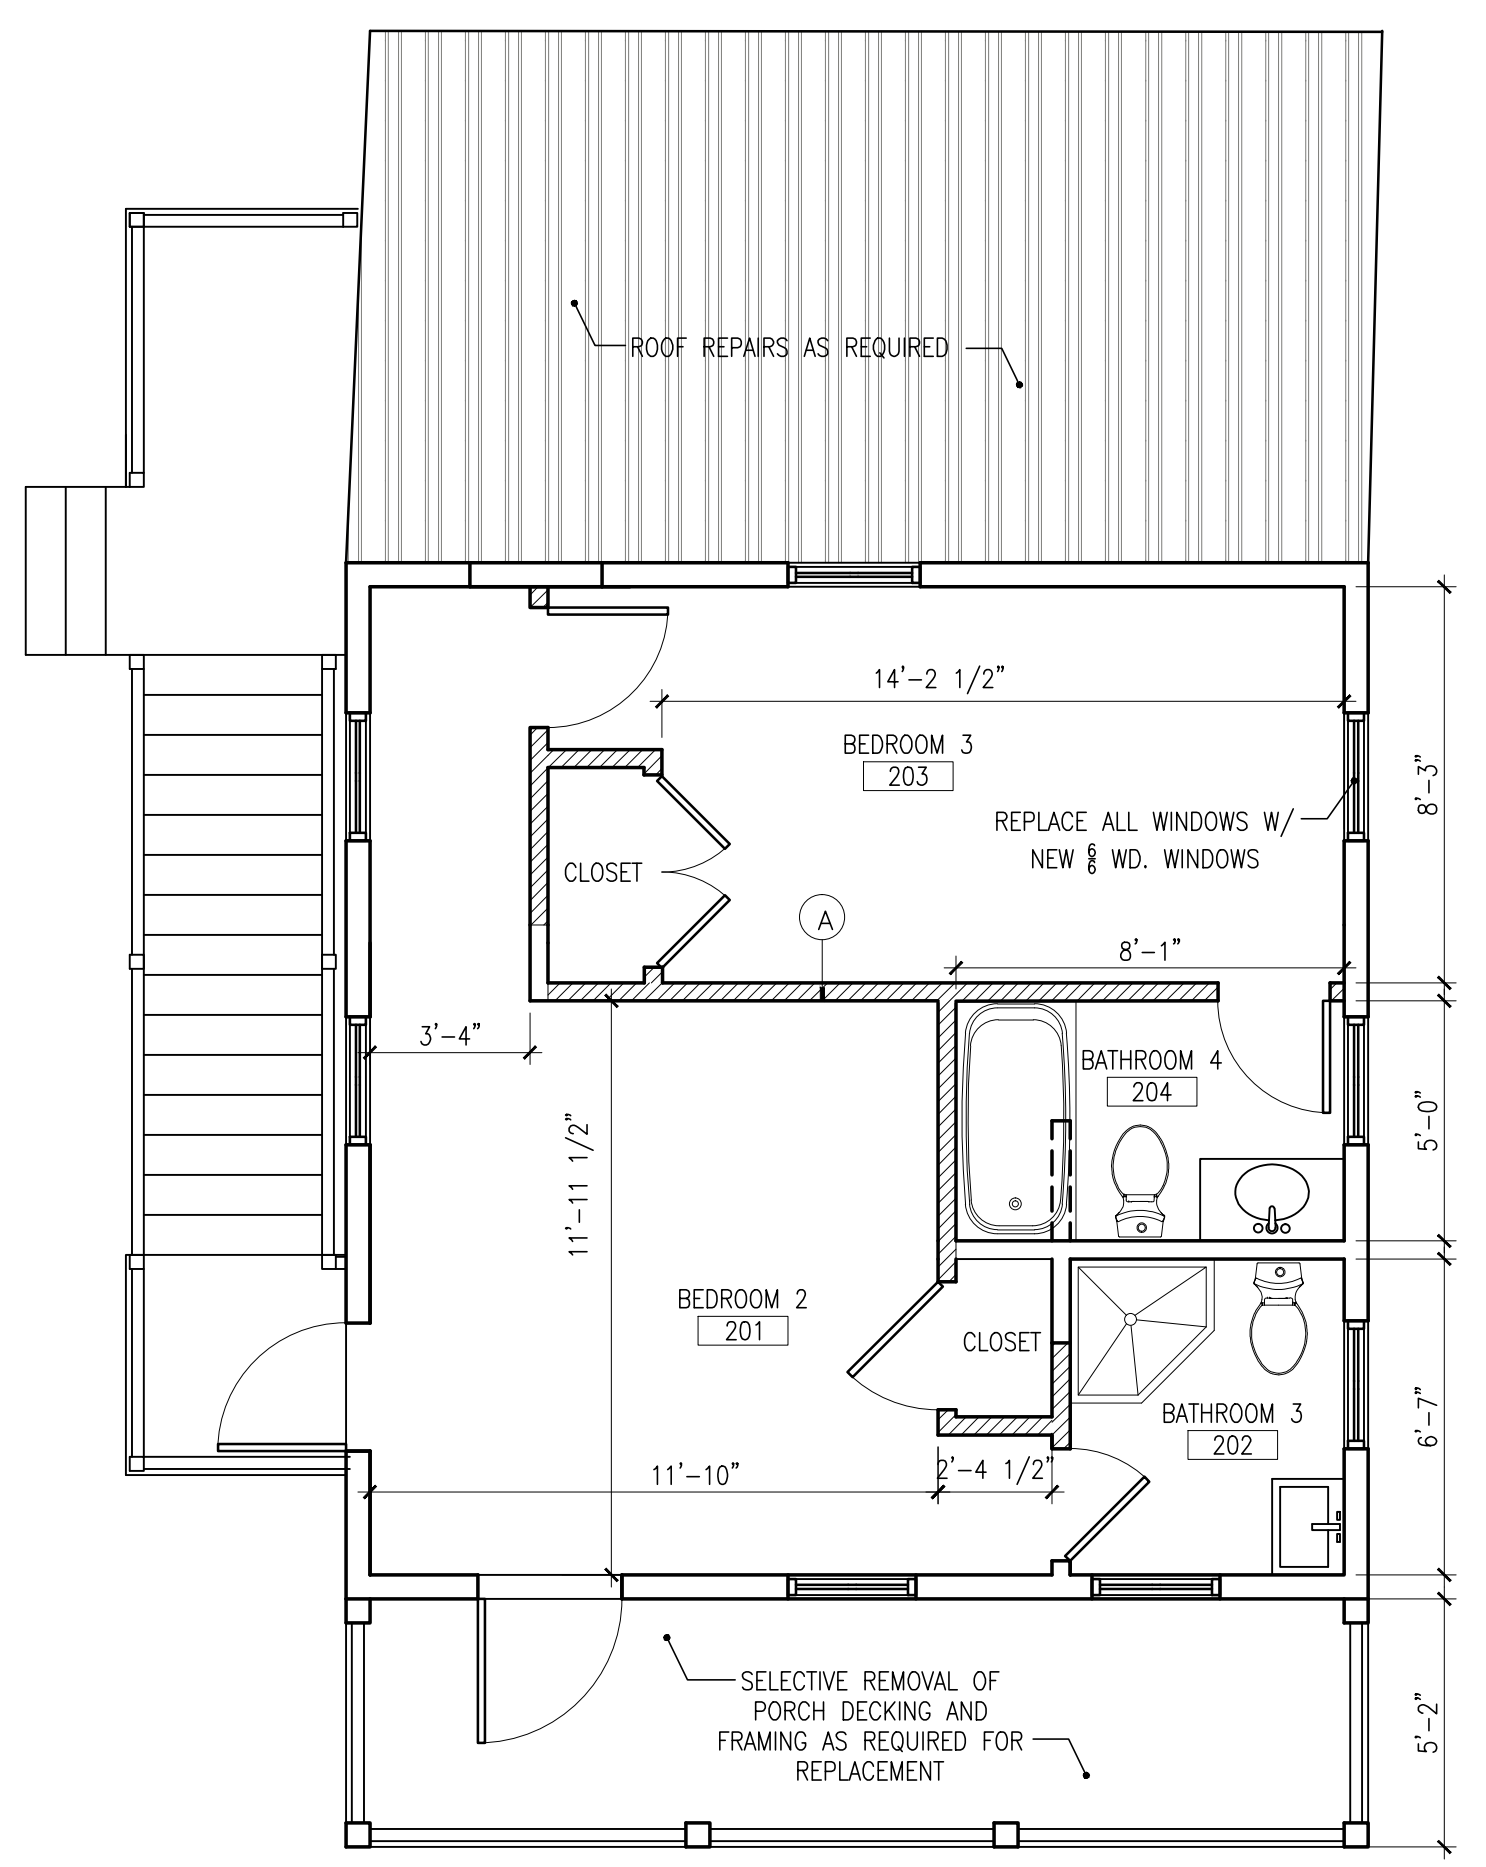 ROOF REPAIRS AS REQUIRED
14'-2 1/2"
BEDROOM 3
203
8'-3"
REPLACE ALL WINDOWS W/
NEW 6/6 WD. WINDOWS
CLOSET
A
8'-1"
3'-4"
BATHROOM 4
204
5'-0"
11'-11 1/2"
BEDROOM 2
201
CLOSET
BATHROOM 3
202
6'-7"
11'-10"
2'-4 1/2"
SELECTIVE REMOVAL OF
PORCH DECKING AND
FRAMING AS REQUIRED FOR
REPLACEMENT
5'-2"